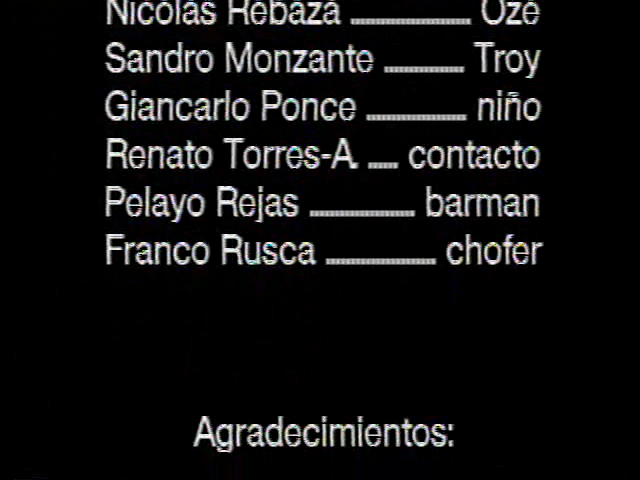 Nicolás Rebaza ............ Oze
Sandro Monzante ............ Troy
Giancarlo Ponce ............ niño
Renato Torres-A. ..... contacto
Pelayo Rejas ............ barman
Franco Rusca ............ chofer
Agradecimientos: